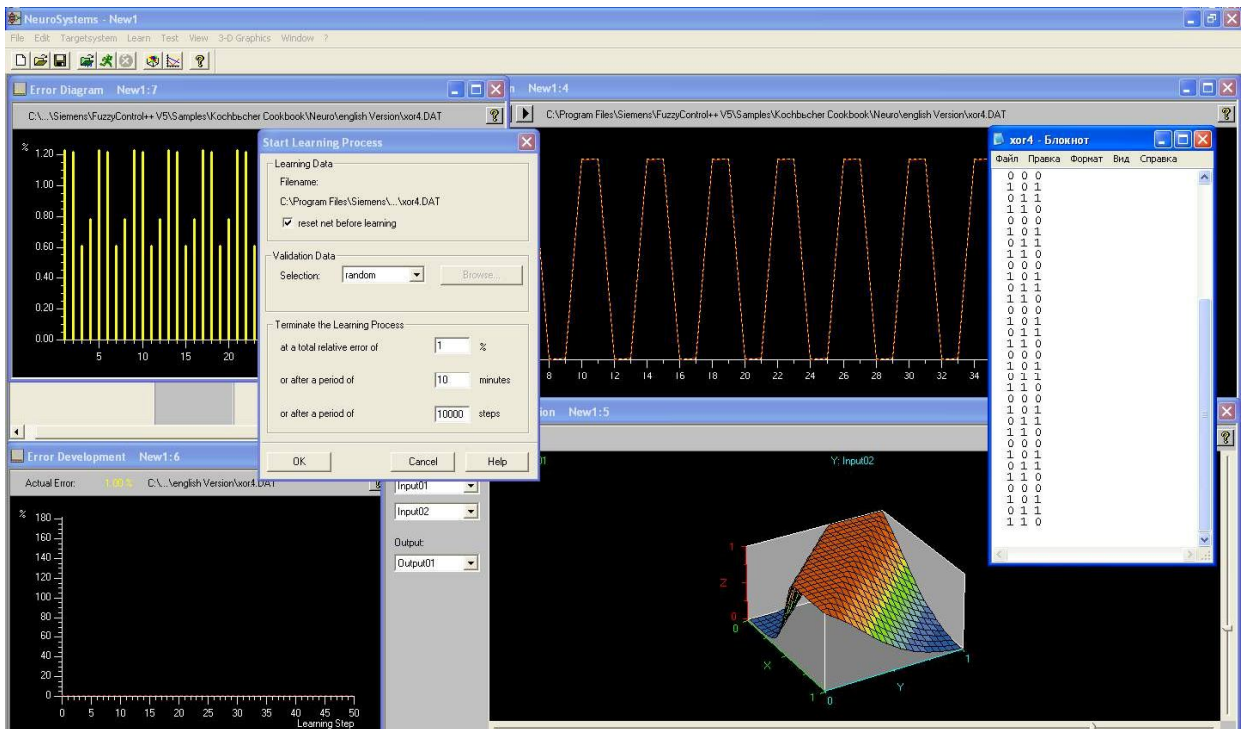 NeuroSystems - New1
File Edit Targetsystem Learn Test View 3-D Graphics Window ?
Error Diagram New1:7
C:\...\Siemens\FuzzyControl++ V5\Samples\Kochbьcher Cookbook\Neuro\english Version\xor4.DAT
%
1.20
1.00
0.80
0.60
0.40
0.20
0.00
5 10 15 20
New1:4
C:\Program Files\Siemens\FuzzyControl++ V5\Samples\Kochbьcher Cookbook\Neuro\english Version\xor4.DAT
8 10 12 14 16 18 20 22 24 26 28 30 32 34
Start Learning Process
Learning Data
Filename:
C:\Program Files\Siemens\...\xor4.DAT
reset net before learning
Validation Data
Selection: random Browse...
Terminate the Learning Process
at a total relative error of 1 %
or after a period of 10 minutes
or after a period of 10000 steps
OK Cancel Help
xor4 - Блокнот
Файл Правка Формат Вид Справка
0 0 0
1 0 1
0 1 1
1 1 0
0 0 0
1 0 1
0 1 1
1 1 0
0 0 0
1 0 1
0 1 1
1 1 0
0 0 0
1 0 1
0 1 1
1 1 0
0 0 0
1 0 1
0 1 1
1 1 0
0 0 0
1 0 1
0 1 1
1 1 0
0 0 0
1 0 1
0 1 1
1 1 0
0 0 0
1 0 1
0 1 1
1 1 0
Error Development New1:6
Actual Error: 1.00 % C:\...\english Version\xor4.DAT
%
180
160
140
120
100
80
60
40
20
0
0 5 10 15 20 25 30 35 40 45 50
Learning Step
New1:5
Y: Input02
Input01
Input02
Output:
Output01
1
Z
0
0
X
1
0
Y
1